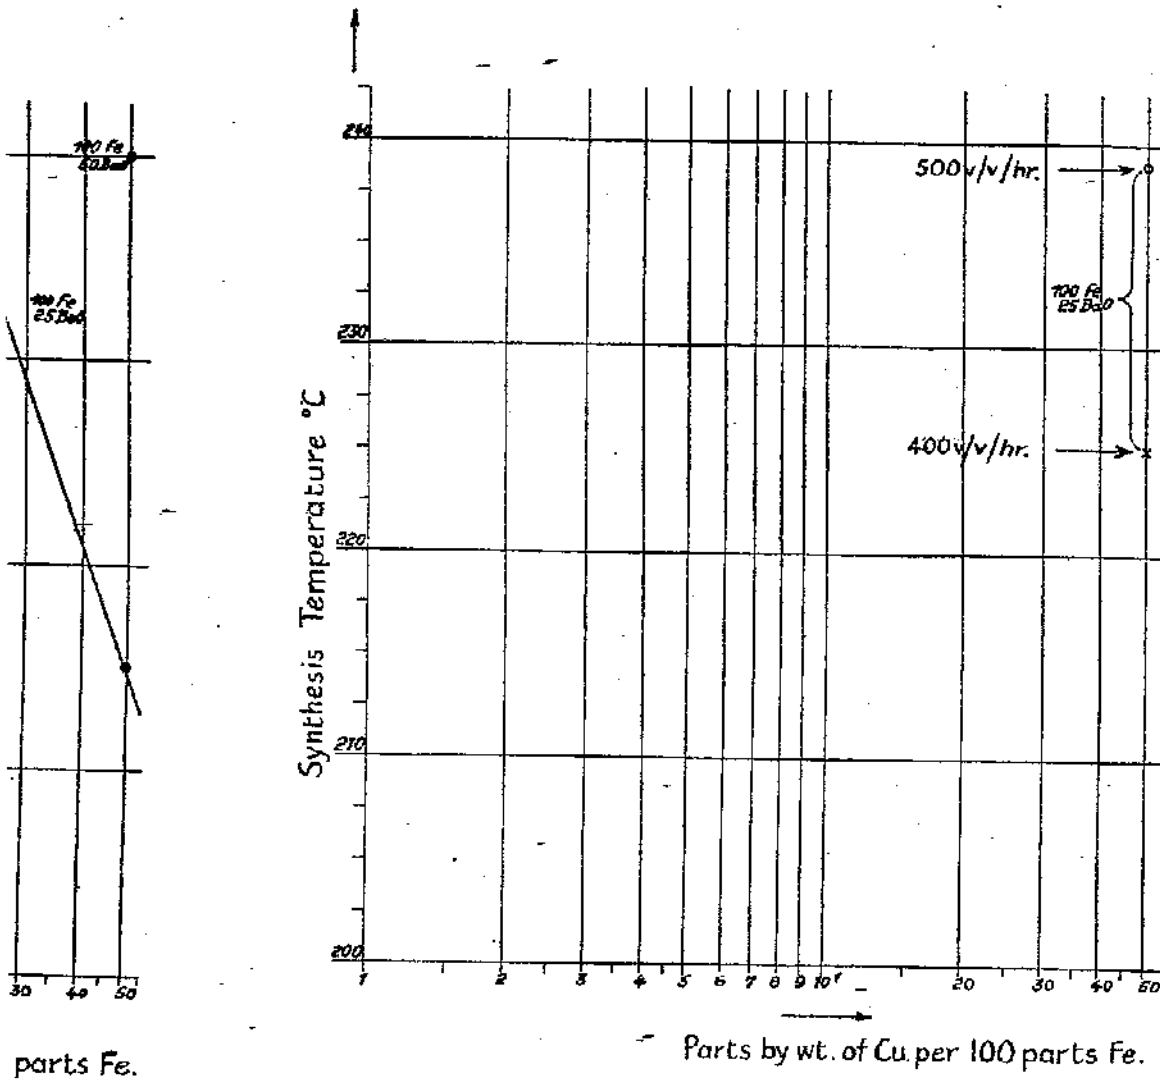 100 Fe
50 BaO
100 Fe
25 BaO
30 40 50
parts Fe.
Synthesis Temperature °C
240
230
220
210
200
500 v/v/hr.
100 Fe
25 BaO
400 v/v/hr.
1 2 3 4 5 6 7 8 9 10 20 30 40 50
Parts by wt. of Cu per 100 parts Fe.